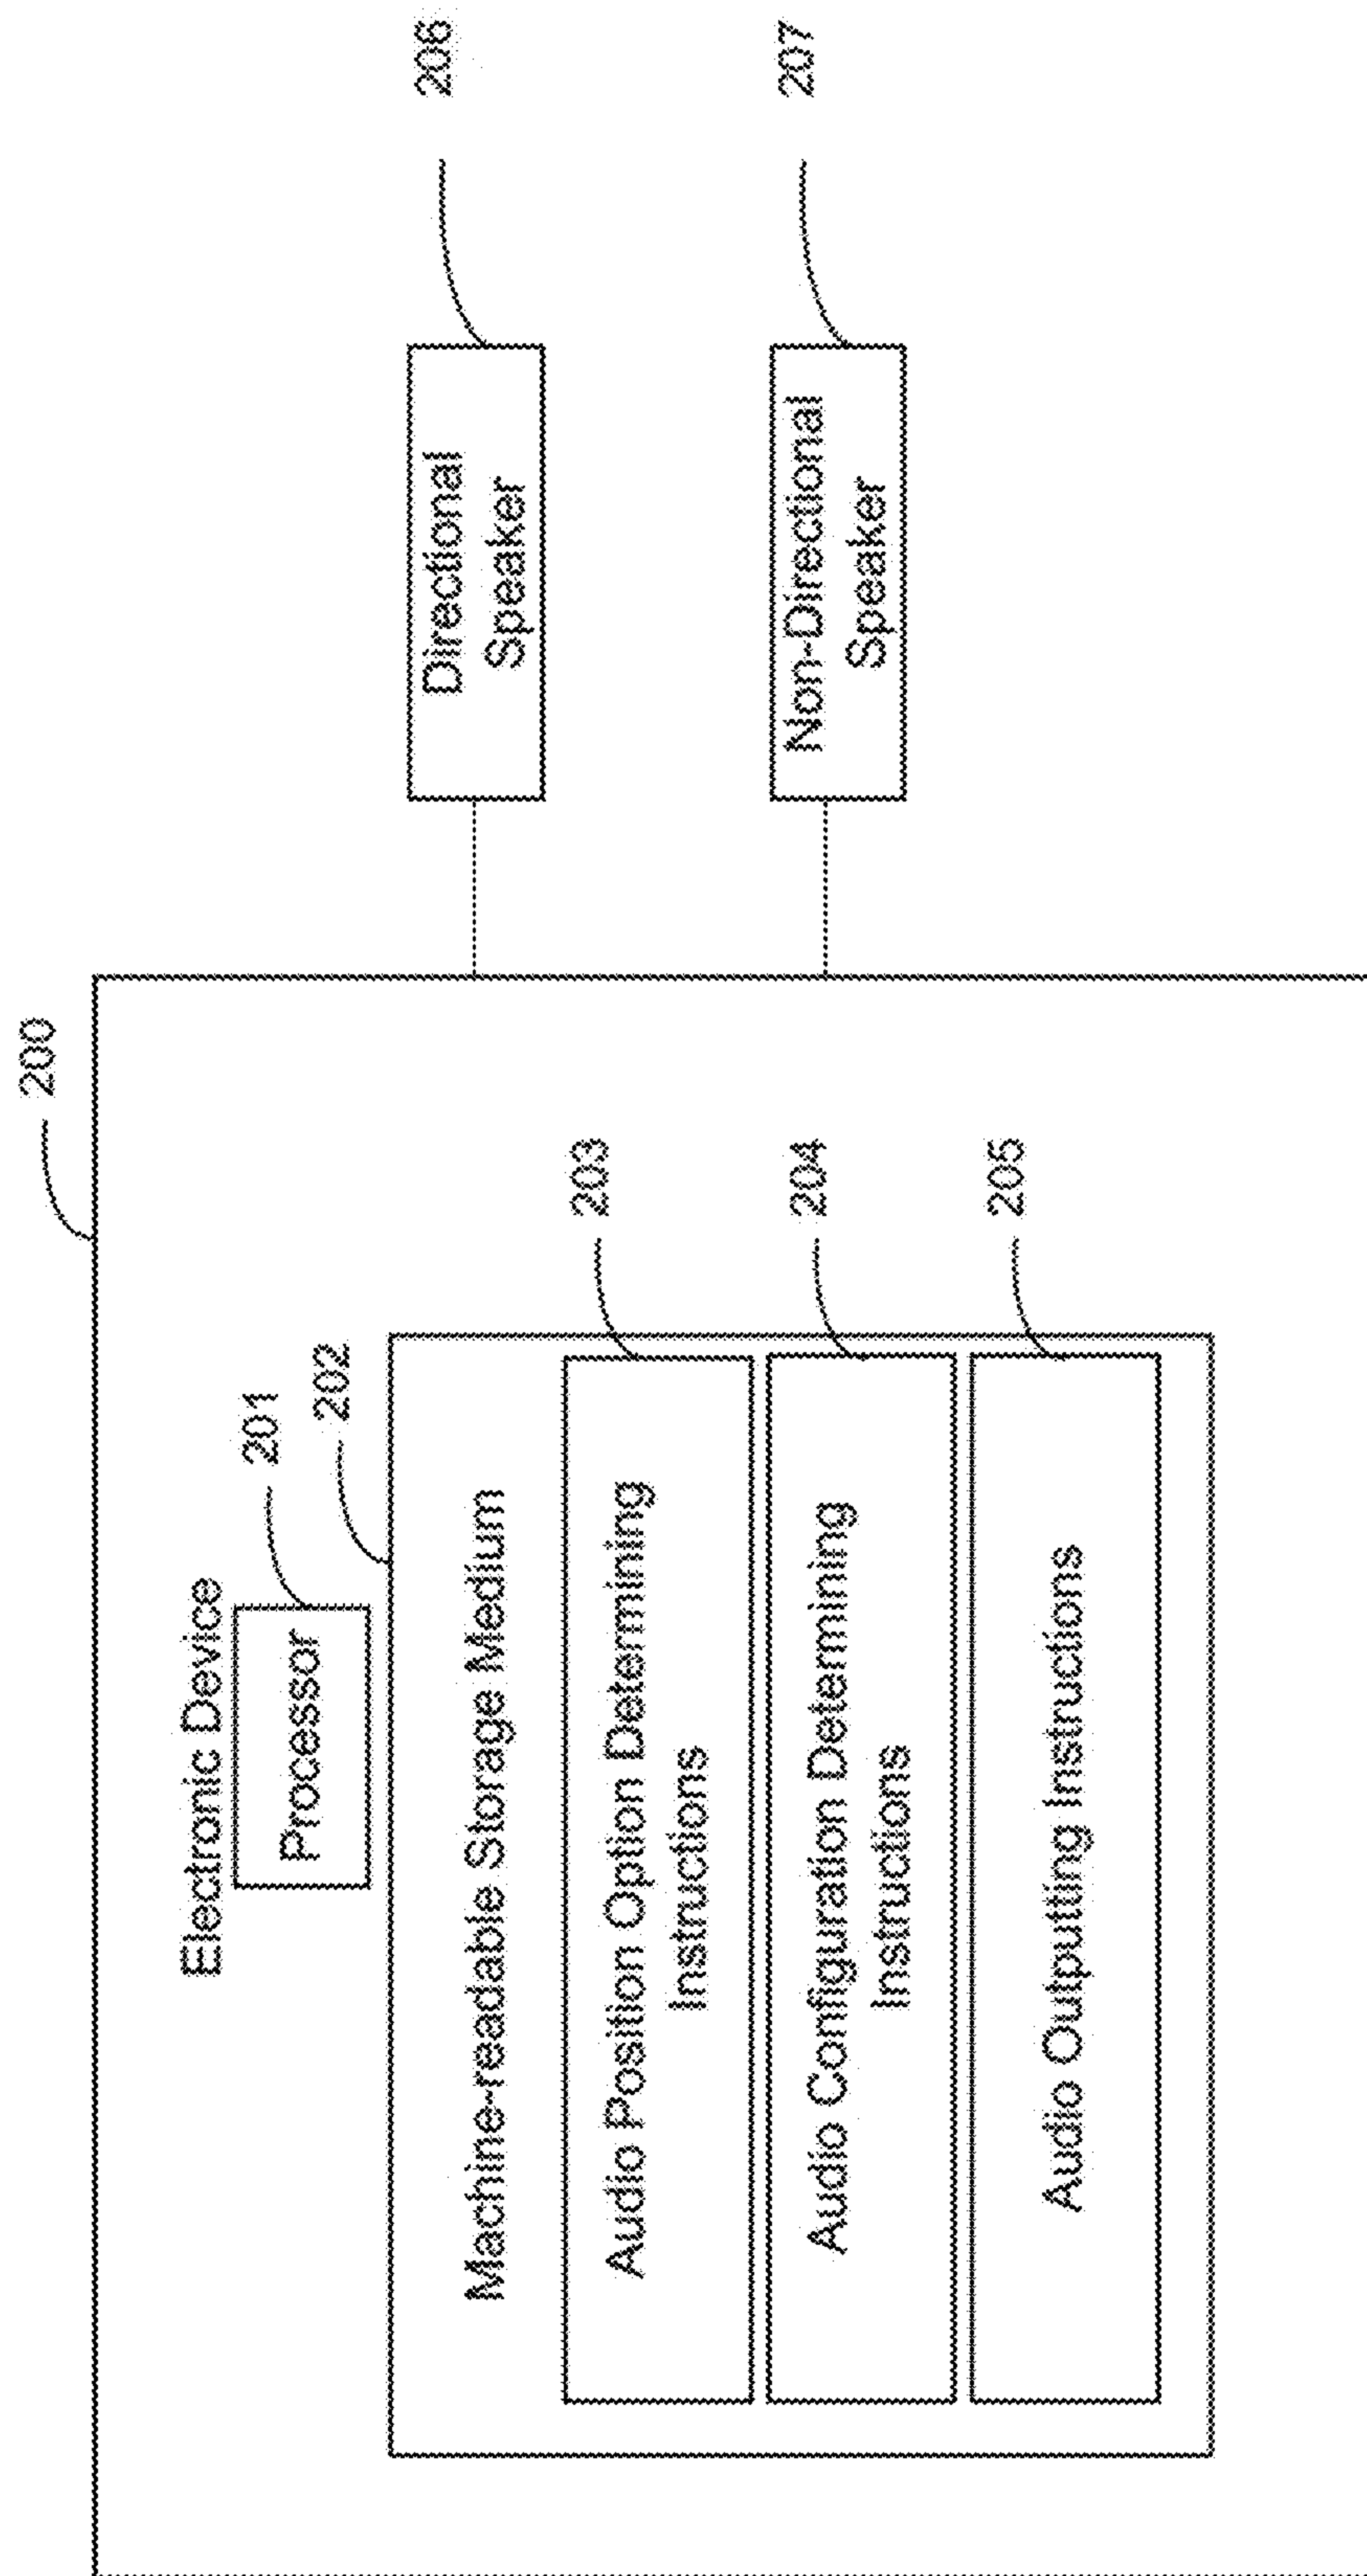 200
Electronic Device
201
Processor
202
Machine-readable Storage Medium
203
Audio Position Option Determining
Instructions
204
Audio Configuration Determining
Instructions
205
Audio Outputting Instructions
206
Directional
Speaker
207
Non-Directional
Speaker